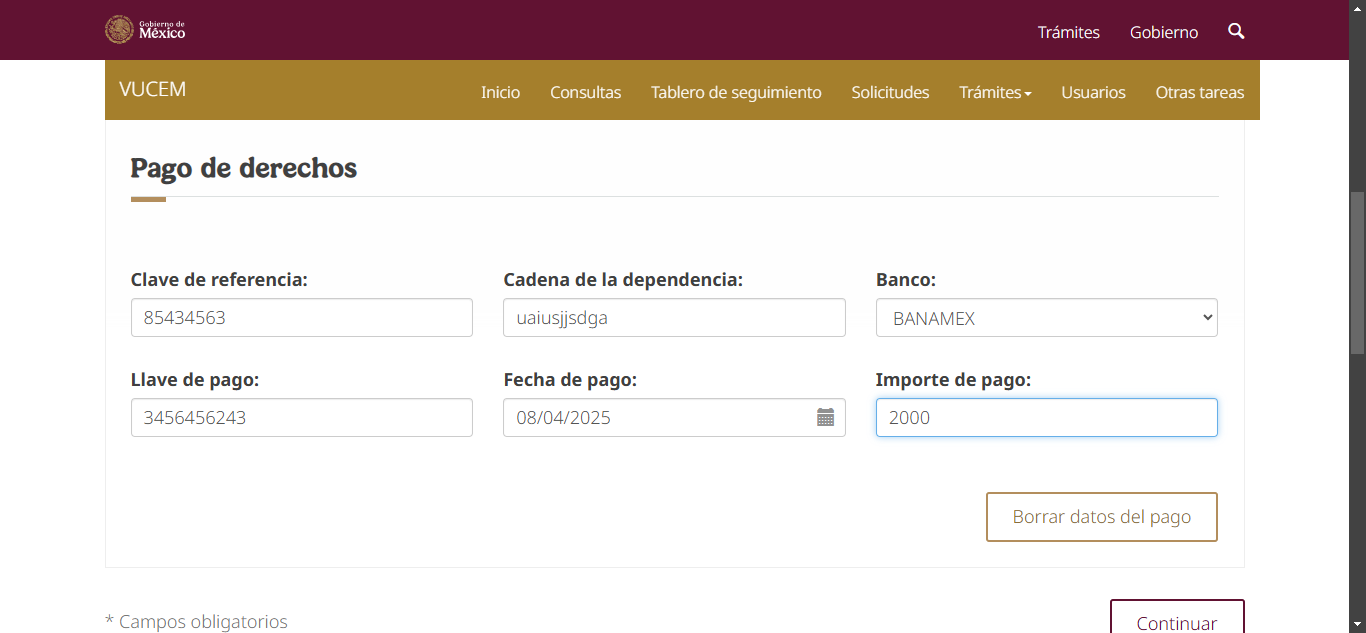 Gobierno de
México
Trámites Gobierno
VUCEM
Inicio Consultas Tablero de seguimiento Solicitudes Trámites Usuarios Otras tareas
Pago de derechos
Clave de referencia: Cadena de la dependencia: Banco:
85434563 uaiusjjsdga BANAMEX
Llave de pago: Fecha de pago: Importe de pago:
3456456243 08/04/2025 2000
Borrar datos del pago
* Campos obligatorios
Continuar